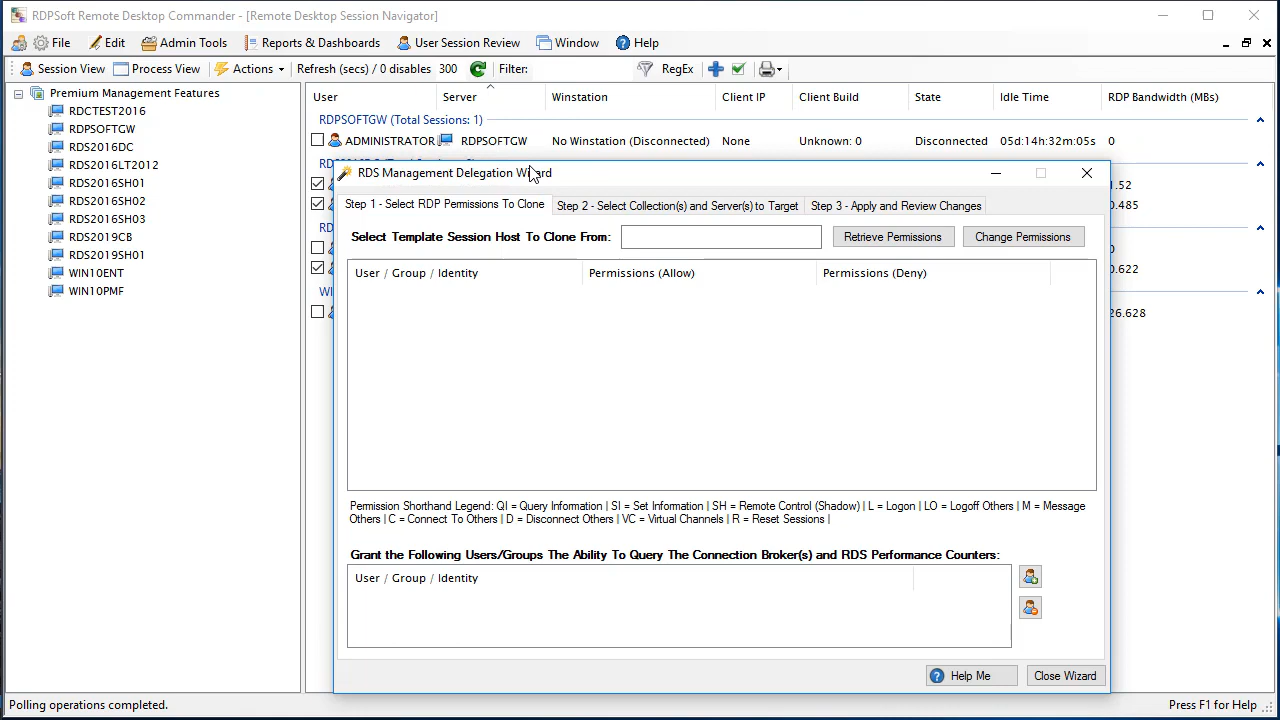 RDPSoft Remote Desktop Commander - [Remote Desktop Session Navigator]
File Edit Admin Tools Reports & Dashboards User Session Review Window Help
Session View Process View Actions Refresh (secs) / 0 disables 300 Filter: RegEx
Premium Management Features
RDCTEST2016
RDPSOFTGW
RDS2016DC
RDS2016LT2012
RDS2016SH01
RDS2016SH02
RDS2016SH03
RDS2019CB
RDS2019SH01
WIN10ENT
WIN10PMF
User Server Winstation Client IP Client Build State Idle Time RDP Bandwidth (MBs)
RDPSOFTGW (Total Sessions: 1)
ADMINISTRATOR RDPSOFTGW No Winstation (Disconnected) None Unknown: 0 Disconnected 05d:14h:32m:05s 0
1.52
0.485
0
0.622
26.628
RDS Management Delegation Wizard
Step 1 - Select RDP Permissions To Clone Step 2 - Select Collection(s) and Server(s) to Target Step 3 - Apply and Review Changes
Select Template Session Host To Clone From: Retrieve Permissions Change Permissions
User / Group / Identity Permissions (Allow) Permissions (Deny)
Permission Shorthand Legend: QI = Query Information | SI = Set Information | SH = Remote Control (Shadow) | L = Logon | LO = Logoff Others | M = Message
Others | C = Connect To Others | D = Disconnect Others | VC = Virtual Channels | R = Reset Sessions |
Grant the Following Users/Groups The Ability To Query The Connection Broker(s) and RDS Performance Counters:
User / Group / Identity
Help Me Close Wizard
Polling operations completed. Press F1 for Help